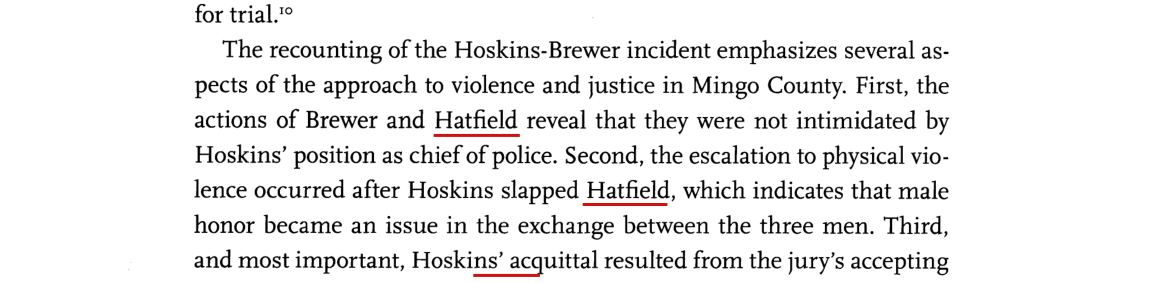 for trial.¹⁰
The recounting of the Hoskins-Brewer incident emphasizes several as-
pects of the approach to violence and justice in Mingo County. First, the
actions of Brewer and Hatfield reveal that they were not intimidated by
Hoskins’ position as chief of police. Second, the escalation to physical vio-
lence occurred after Hoskins slapped Hatfield, which indicates that male
honor became an issue in the exchange between the three men. Third,
and most important, Hoskins’ acquittal resulted from the jury’s accepting